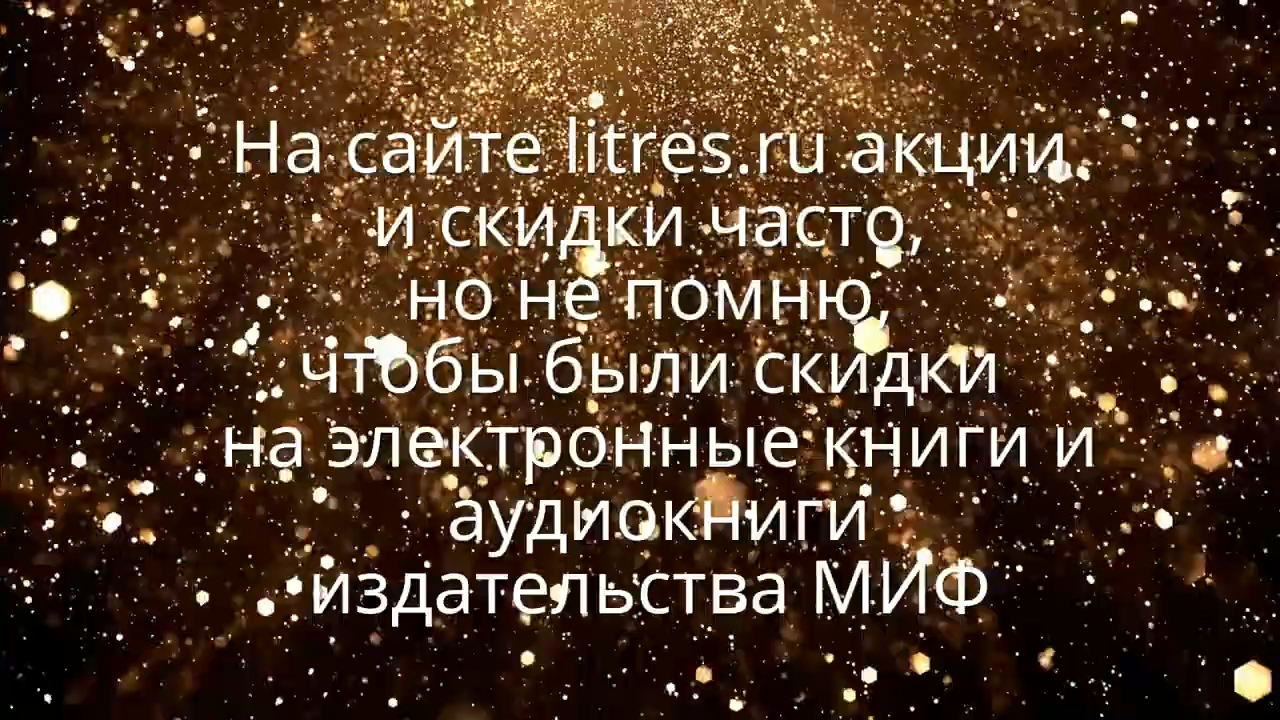 На сайте litres.ru акции
и скидки часто,
но не помню,
чтобы были скидки
на электронные книги и
аудиокниги
издательства МИФ